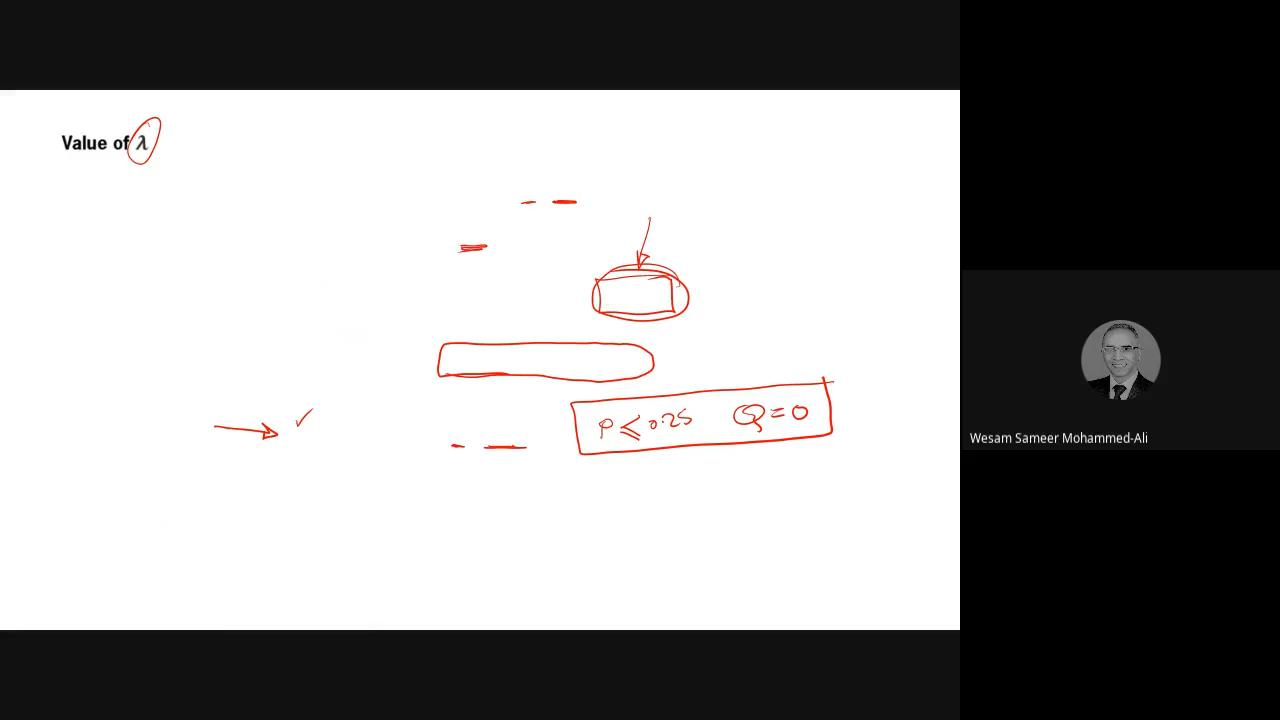 Value of λ
P ≤ 0.25 Q = 0
Wesam Sameer Mohammed-Ali